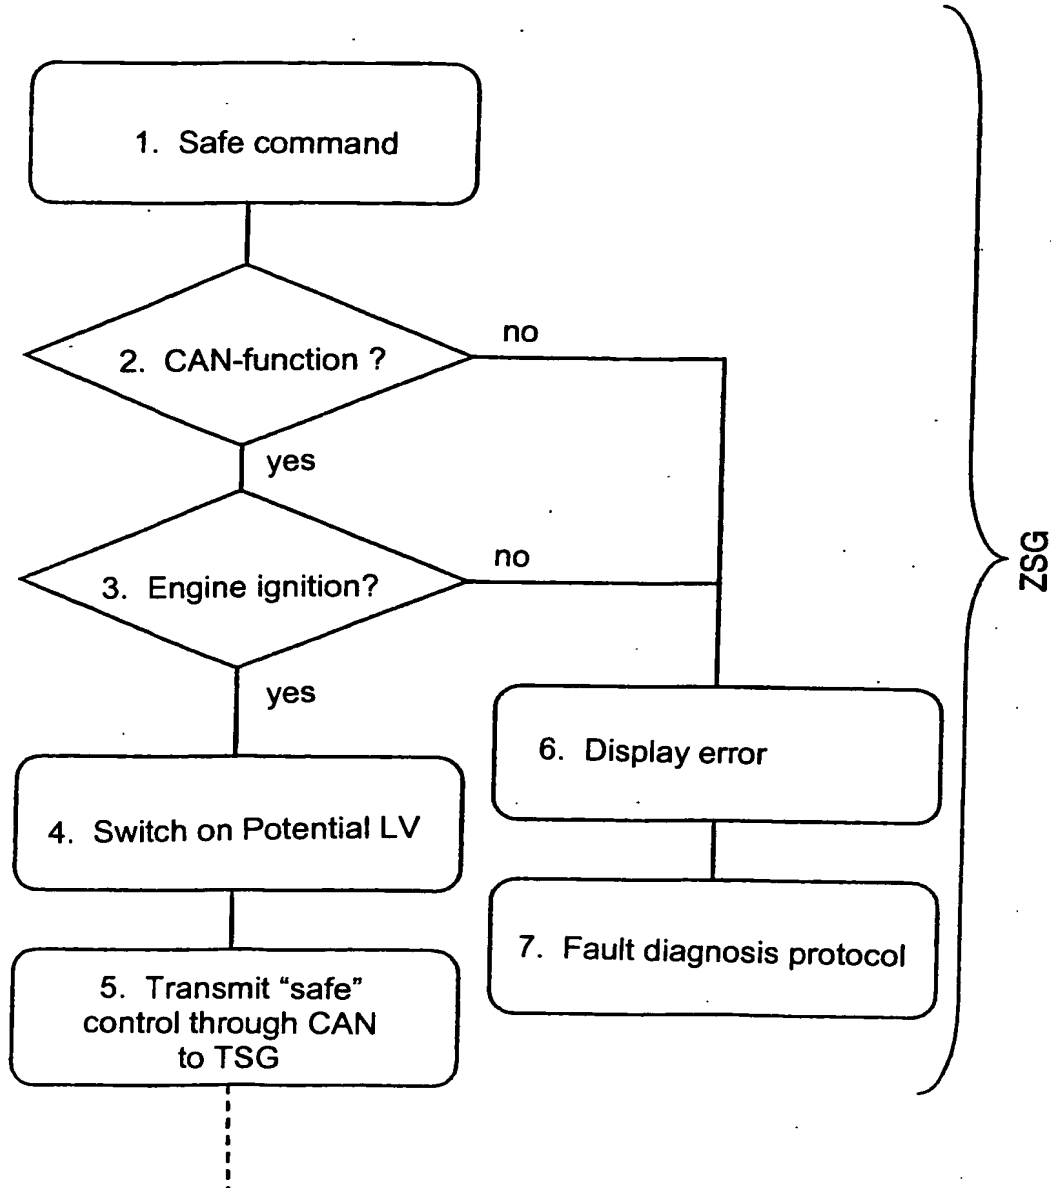 1. Safe command
2. CAN-function ?
no
yes
3. Engine ignition?
no
yes
4. Switch on Potential LV
5. Transmit “safe”
control through CAN
to TSG
6. Display error
7. Fault diagnosis protocol
ZSG